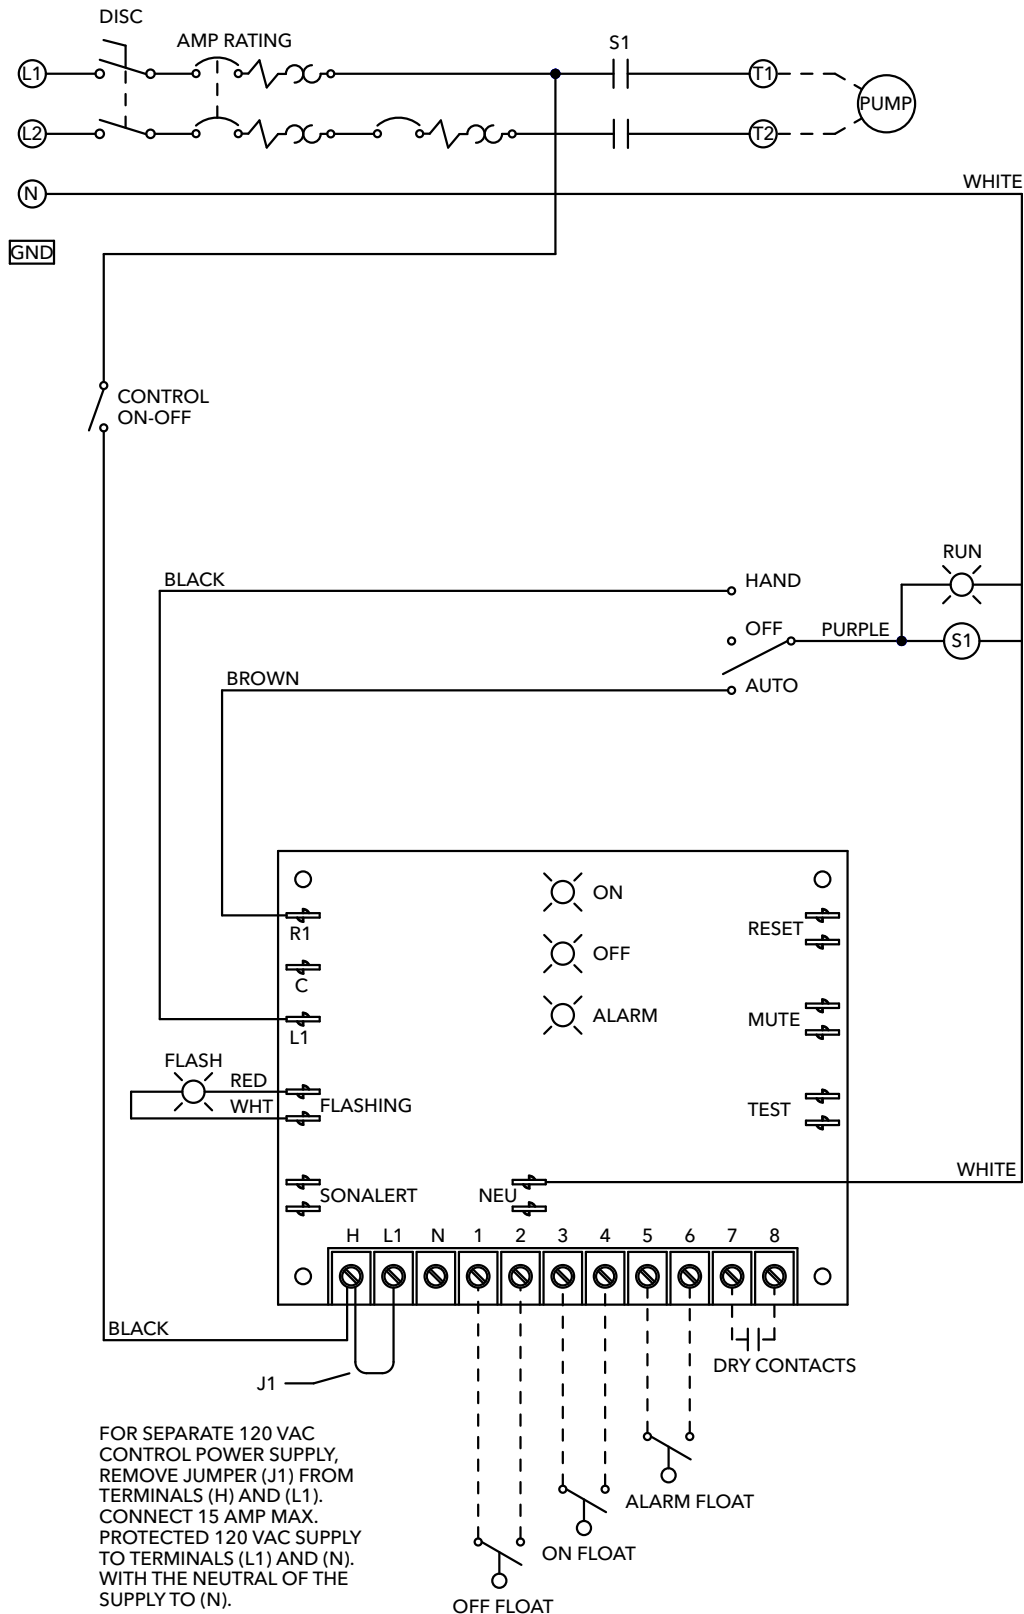 DISC
AMP RATING
S1
L1
T1
PUMP
L2
T2
N
WHITE
GND
CONTROL
ON-OFF
RUN
BLACK
HAND
OFF
PURPLE
S1
BROWN
AUTO
ON
R1
RESET
OFF
C
ALARM
MUTE
L1
FLASH
RED
FLASHING
WHT
TEST
WHITE
SONALERT
NEU
H L1 N 1 2 3 4 5 6 7 8
BLACK
DRY CONTACTS
J1
FOR SEPARATE 120 VAC
CONTROL POWER SUPPLY,
REMOVE JUMPER (J1) FROM
TERMINALS (H) AND (L1).
CONNECT 15 AMP MAX.
PROTECTED 120 VAC SUPPLY
TO TERMINALS (L1) AND (N).
WITH THE NEUTRAL OF THE
SUPPLY TO (N).
ALARM FLOAT
ON FLOAT
OFF FLOAT